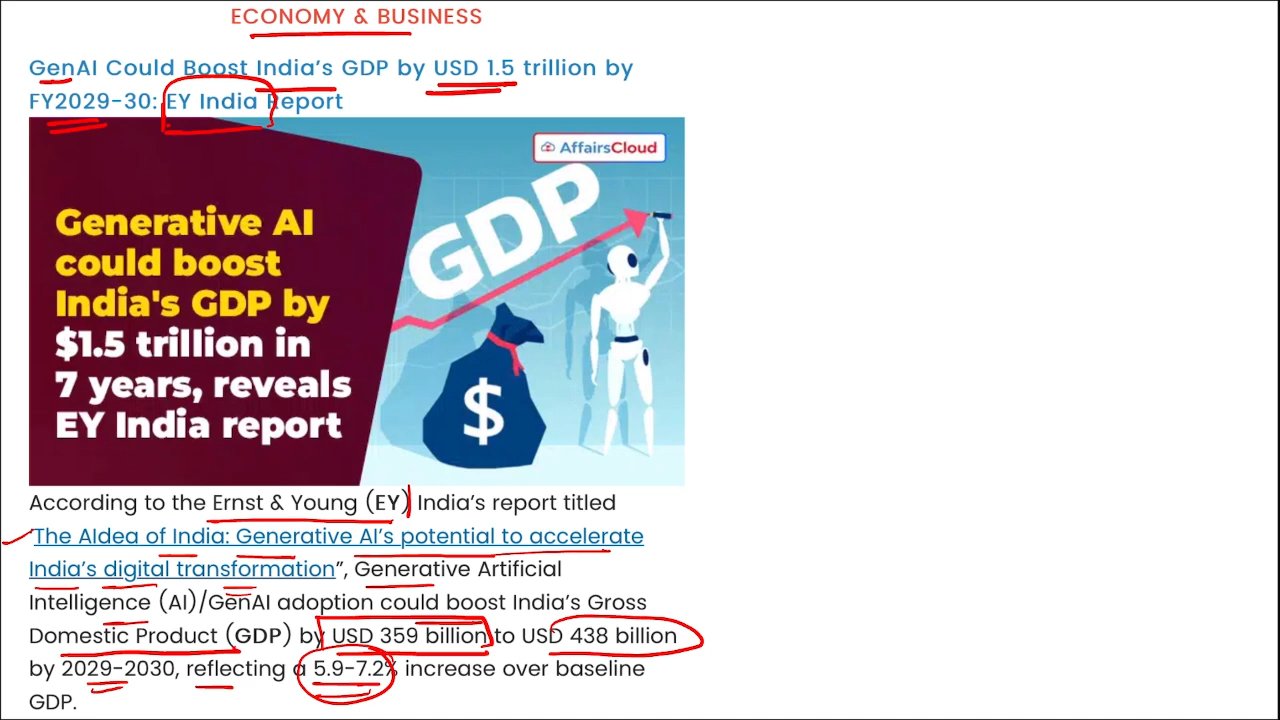 ECONOMY & BUSINESS
GenAI Could Boost India's GDP by USD 1.5 trillion by
FY2029-30: EY India Report
AffairsCloud
GDP
Generative AI
could boost
India's GDP by
$1.5 trillion in
7 years, reveals
EY India report
$
According to the Ernst & Young (EY) India's report titled
"The AIdea of India: Generative AI's potential to accelerate
India's digital transformation", Generative Artificial
Intelligence (AI)/GenAI adoption could boost India's Gross
Domestic Product (GDP) by USD 359 billion to USD 438 billion
by 2029-2030, reflecting a 5.9-7.2% increase over baseline
GDP.